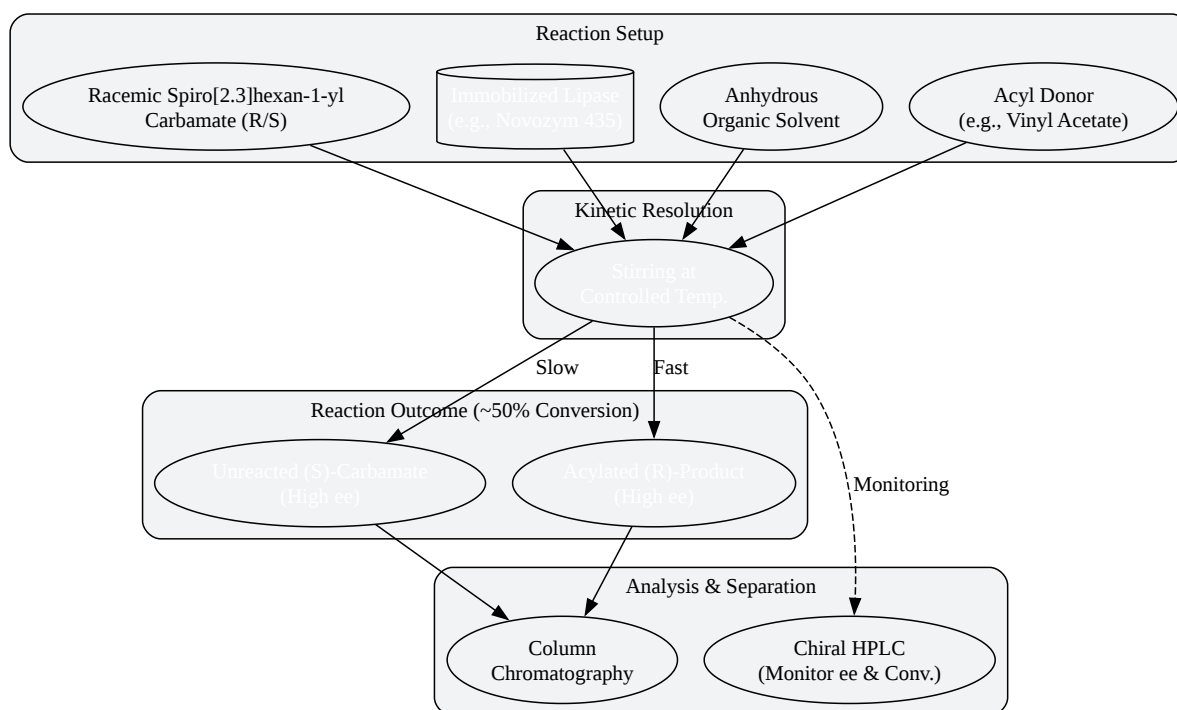 Reaction Setup
Racemic Spiro[2.3]hexan-1-yl
Carbamate (R/S)
Immobilized Lipase
(e.g., Novozym 435)
Anhydrous
Organic Solvent
Acyl Donor
(e.g., Vinyl Acetate)
Kinetic Resolution
Stirring at
Controlled Temp.
Slow
Fast
Reaction Outcome (~50% Conversion)
Unreacted (S)-Carbamate
(High ee)
Acylated (R)-Product
(High ee)
Monitoring
Analysis & Separation
Column
Chromatography
Chiral HPLC
(Monitor ee & Conv.)